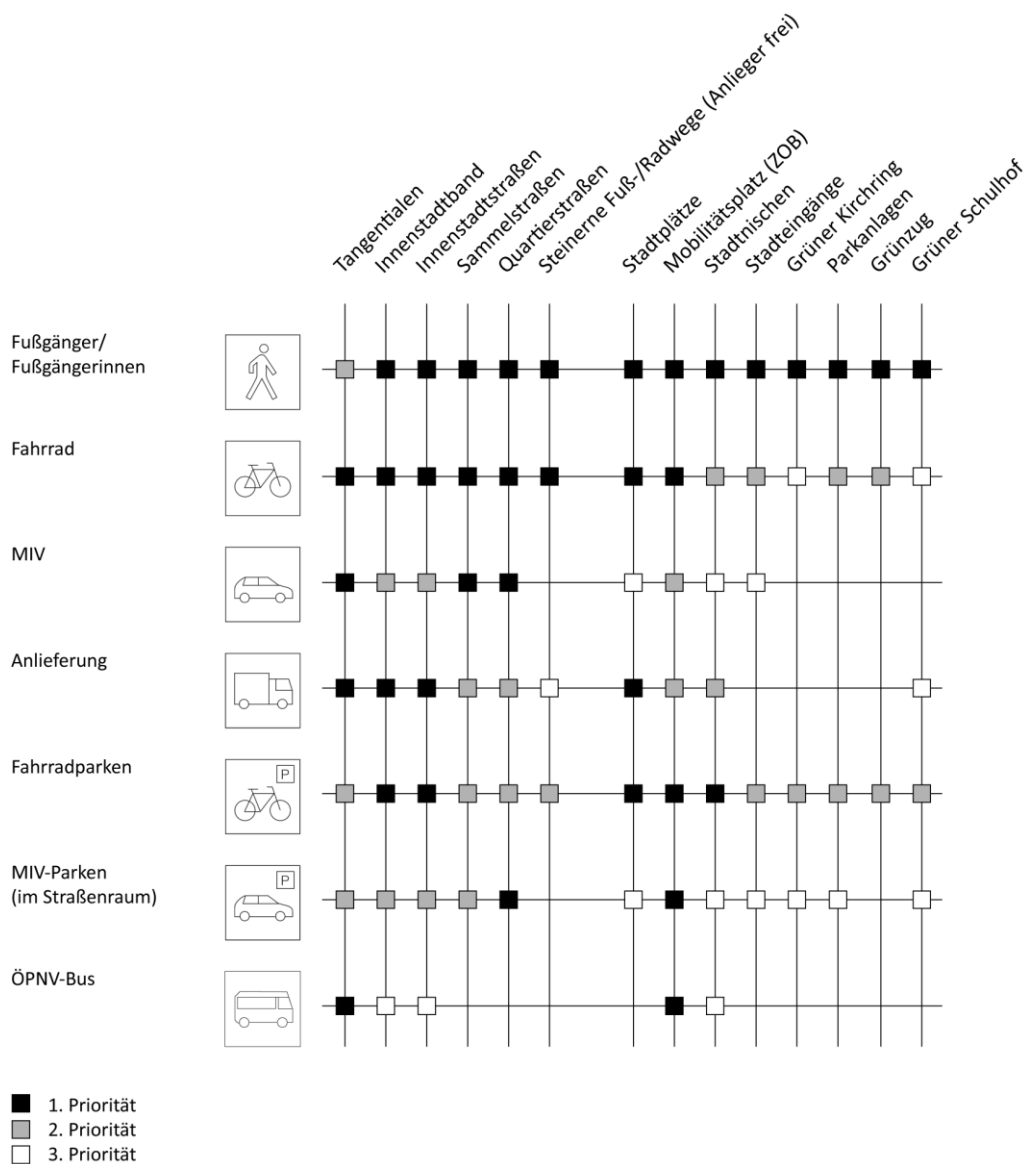 Tangentialen
Innenstadtband
Innenstadtstraßen
Sammelstraßen
Quartierstraßen
Steinerne Fuß-/Radwege (Anlieger frei)
Stadtplätze
Mobilitätsplatz (ZOB)
Stadtnischen
Stadteingänge
Grüner Kirchring
Parkanlagen
Grünzug
Grüner Schulhof
Fußgänger/
Fußgängerinnen
Fahrrad
MIV
Anlieferung
Fahrradparken
P
MIV-Parken
(im Straßenraum)
P
ÖPNV-Bus
1. Priorität
2. Priorität
3. Priorität